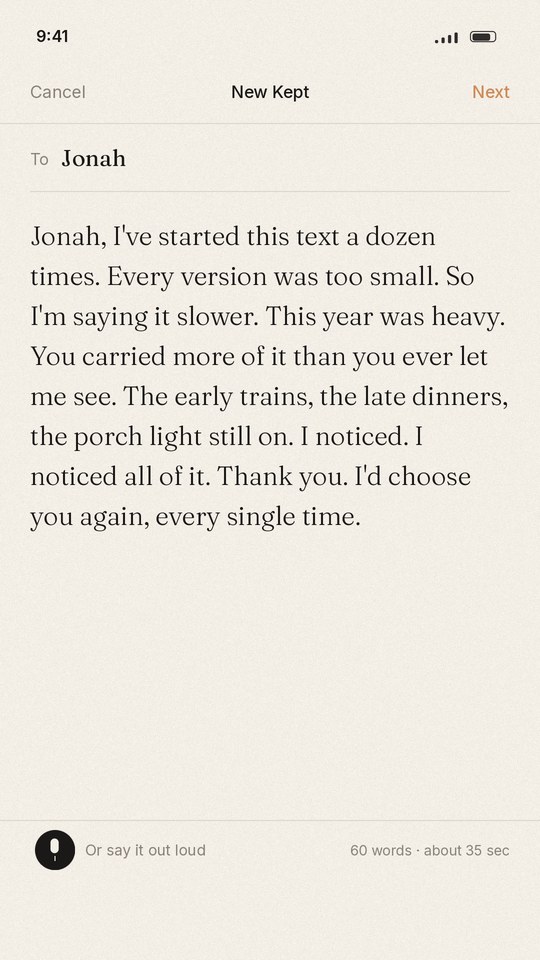 9:41
Cancel
New Kept
Next
To Jonah
Jonah, I've started this text a dozen
times. Every version was too small. So
I'm saying it slower. This year was heavy.
You carried more of it than you ever let
me see. The early trains, the late dinners,
the porch light still on. I noticed. I
noticed all of it. Thank you. I'd choose
you again, every single time.
Or say it out loud
60 words · about 35 sec